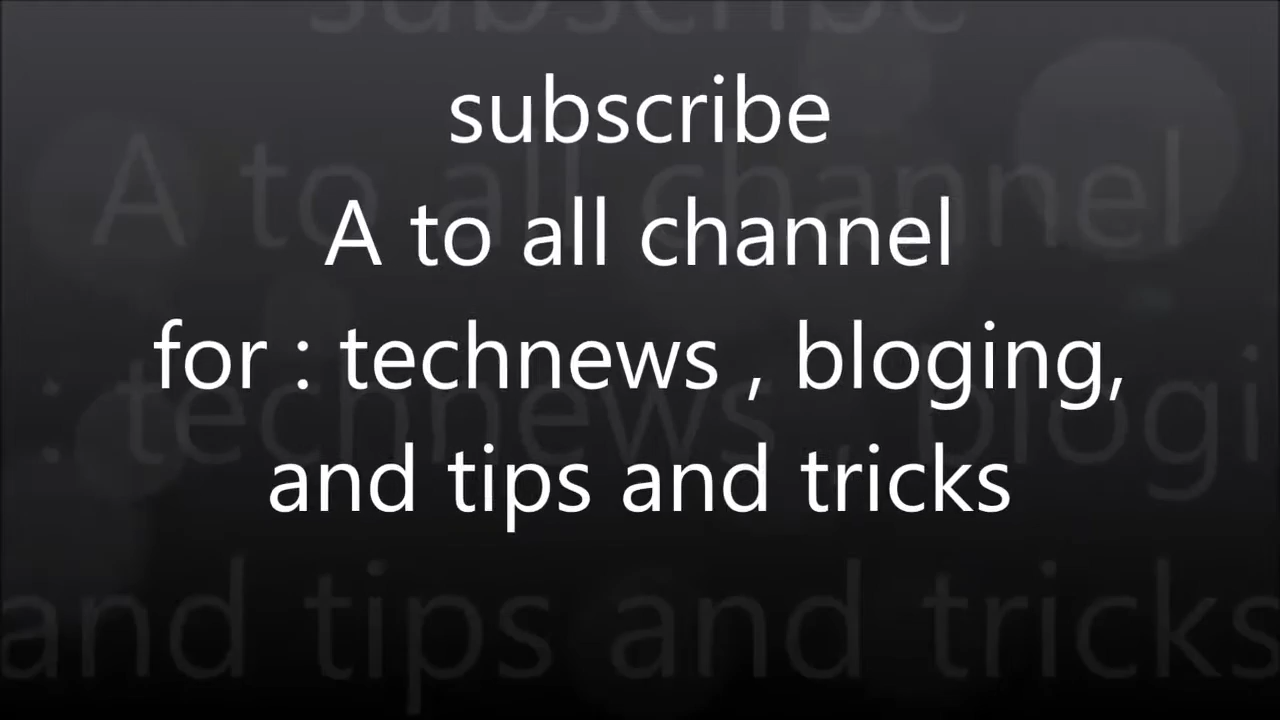 subscribe
A to all channel
for : technews , bloging,
and tips and tricks